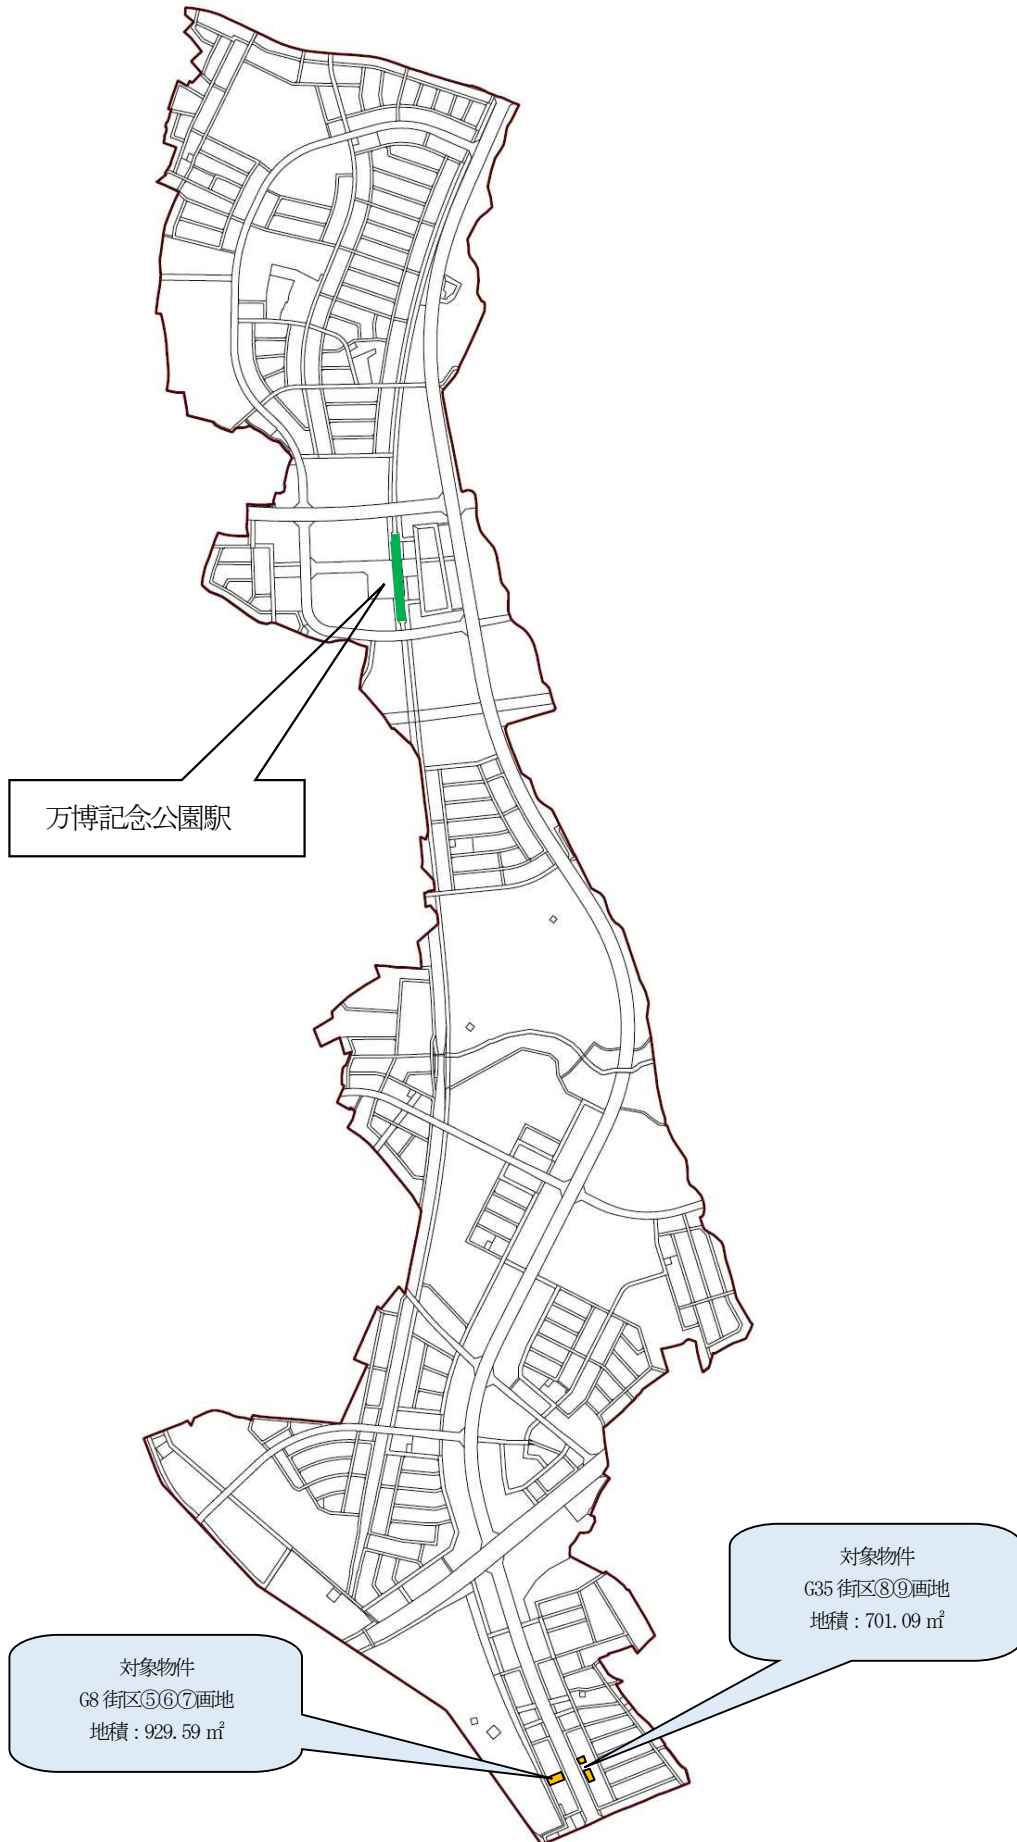 万博記念公園駅
対象物件
G35 街区⑧⑨画地
地積：701.09 ㎡
対象物件
G8 街区⑤⑥⑦画地
地積：929.59 ㎡